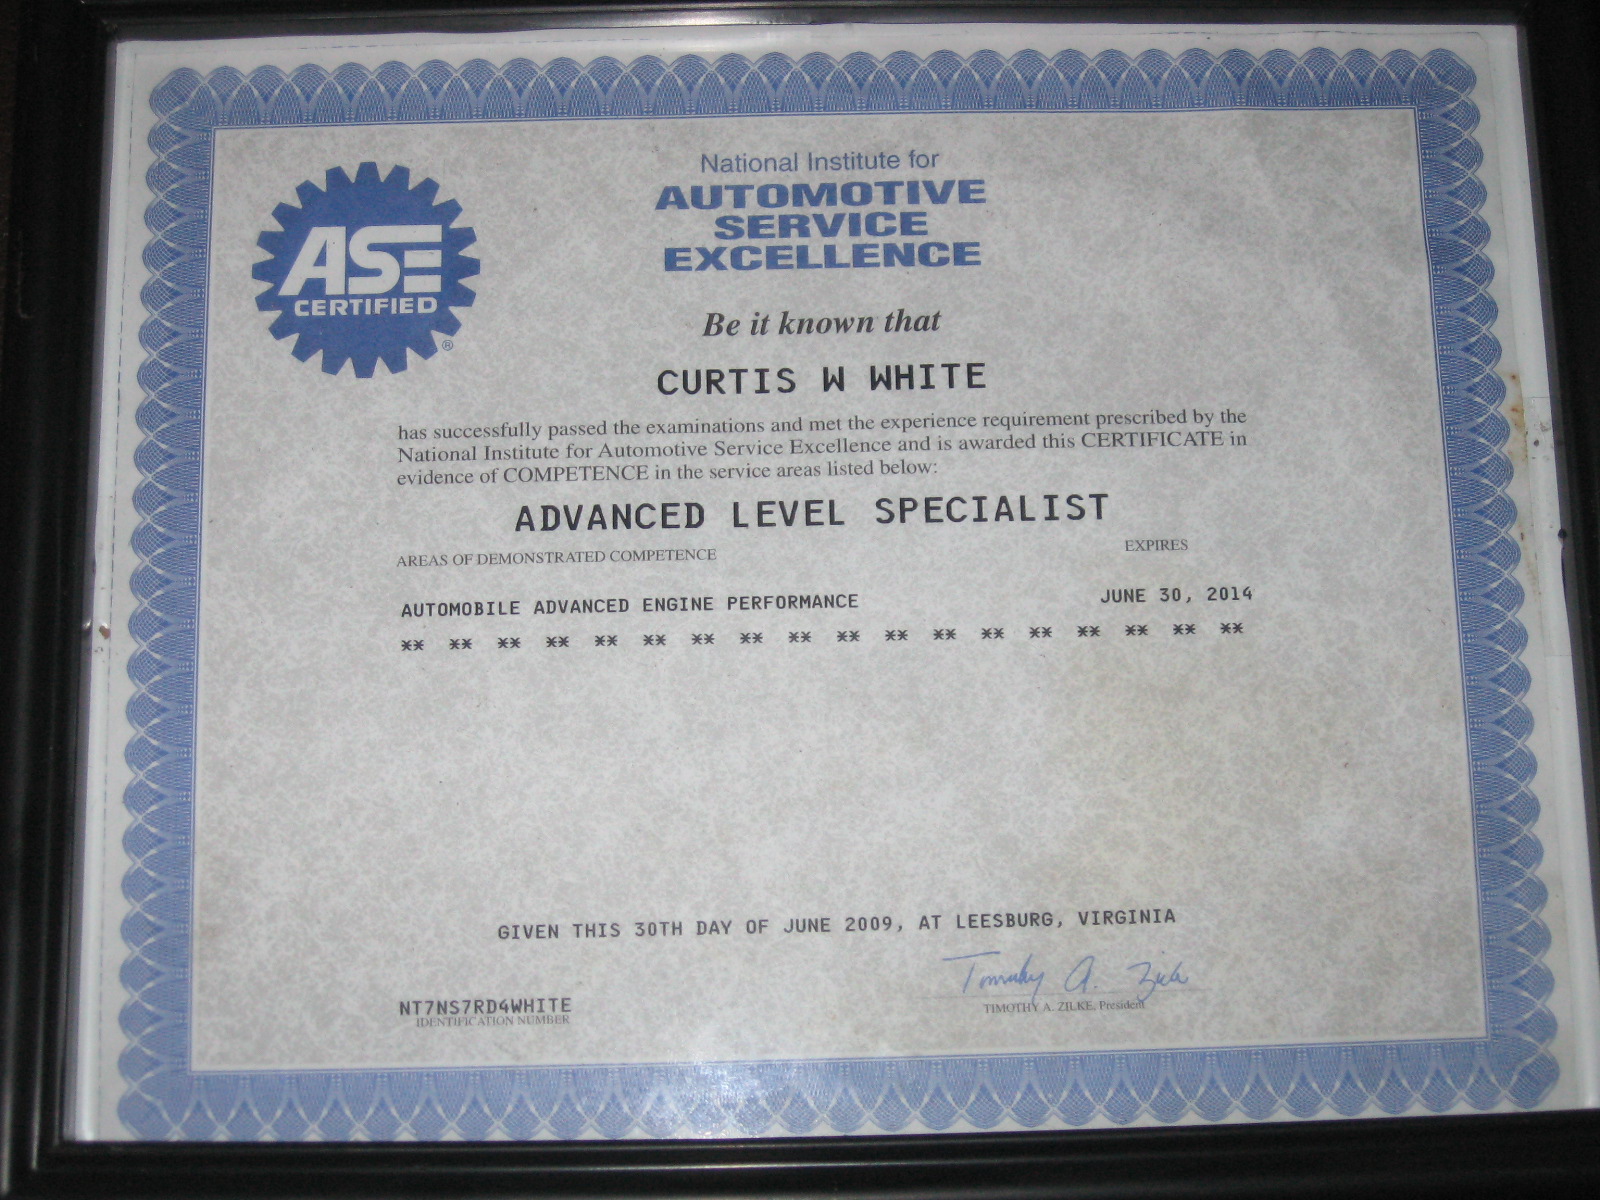 ASE
CERTIFIED
®
National Institute for
AUTOMOTIVE
SERVICE
EXCELLENCE
Be it known that
CURTIS W WHITE
has successfully passed the examinations and met the experience requirement prescribed by the
National Institute for Automotive Service Excellence and is awarded this CERTIFICATE in
evidence of COMPETENCE in the service areas listed below:
ADVANCED LEVEL SPECIALIST
AREAS OF DEMONSTRATED COMPETENCE EXPIRES
AUTOMOBILE ADVANCED ENGINE PERFORMANCE JUNE 30, 2014
** ** ** ** ** ** ** ** ** ** ** ** ** ** ** ** ** **
GIVEN THIS 30TH DAY OF JUNE 2009, AT LEESBURG, VIRGINIA
Timothy A. Zilke
NT7NS7RD4WHITE
IDENTIFICATION NUMBER
TIMOTHY A. ZILKE, President